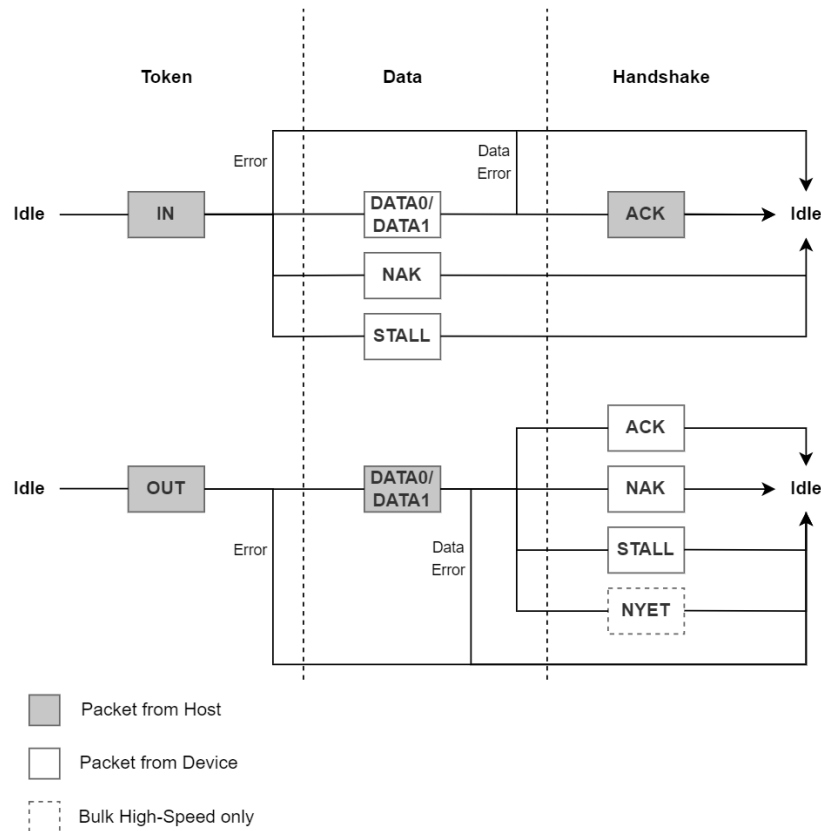 Token Data Handshake
Error
Data
Error
Idle IN DATA0/
DATA1 ACK Idle
NAK
STALL
ACK
Idle OUT DATA0/
DATA1 NAK Idle
Error Data
Error
STALL
NYET
Packet from Host
Packet from Device
Bulk High-Speed only